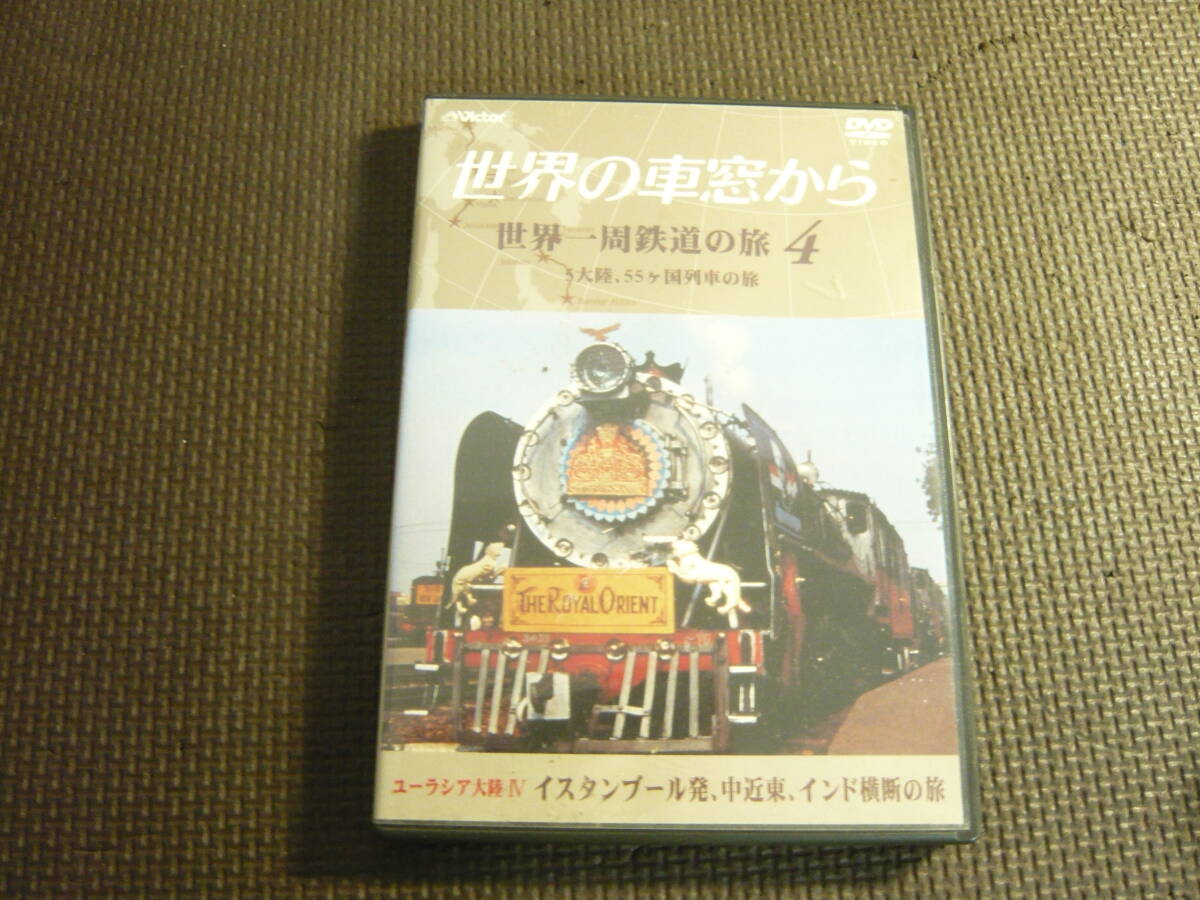 Victor
DVD
VIDEO
世界の車窓から
世界一周鉄道の旅 4
5大陸、55ヶ国列車の旅
THE ROYAL ORIENT
ユーラシア大陸 Ⅳ イスタンブール発、中近東、インド横断の旅